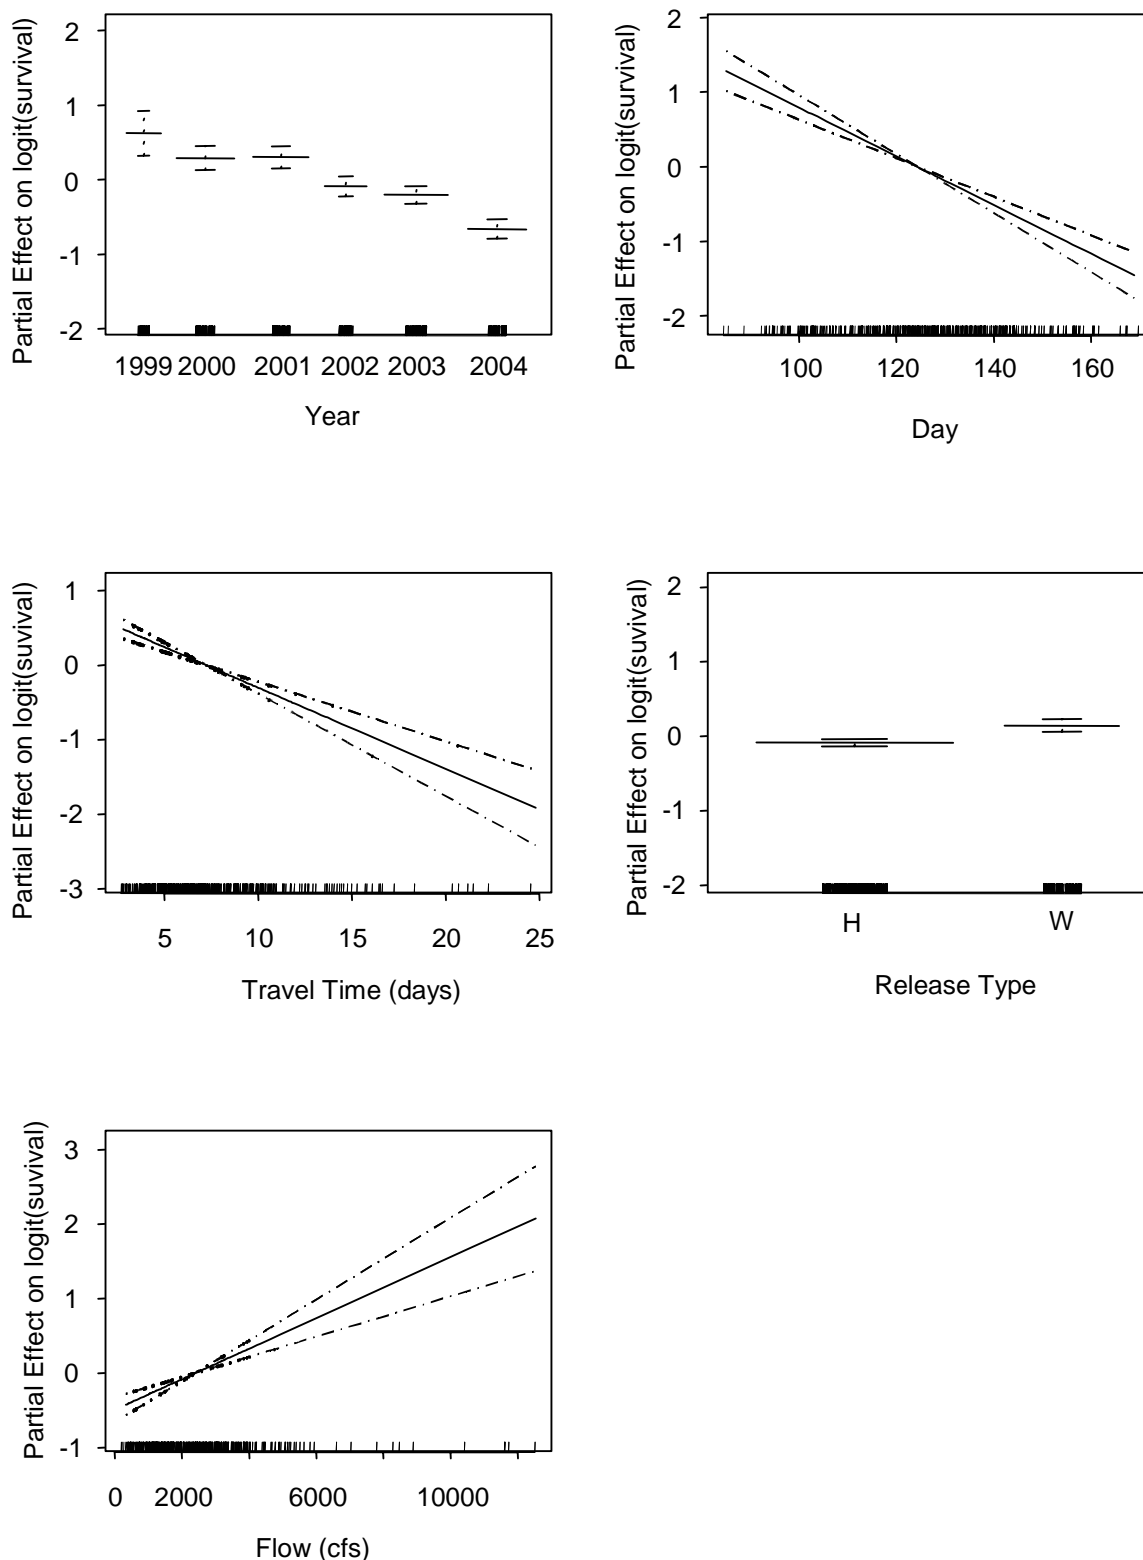 Partial Effect on logit(survival)
2
1
0
-1
-2
1999 2000 2001 2002 2003 2004
Year
Partial Effect on logit(survival)
2
1
0
-1
-2
100 120 140 160
Day
Partial Effect on logit(suvival)
1
0
-1
-2
-3
5 10 15 20 25
Travel Time (days)
Partial Effect on logit(suvival)
2
1
0
-1
-2
H W
Release Type
Partial Effect on logit(suvival)
3
2
1
0
-1
0 2000 6000 10000
Flow (cfs)